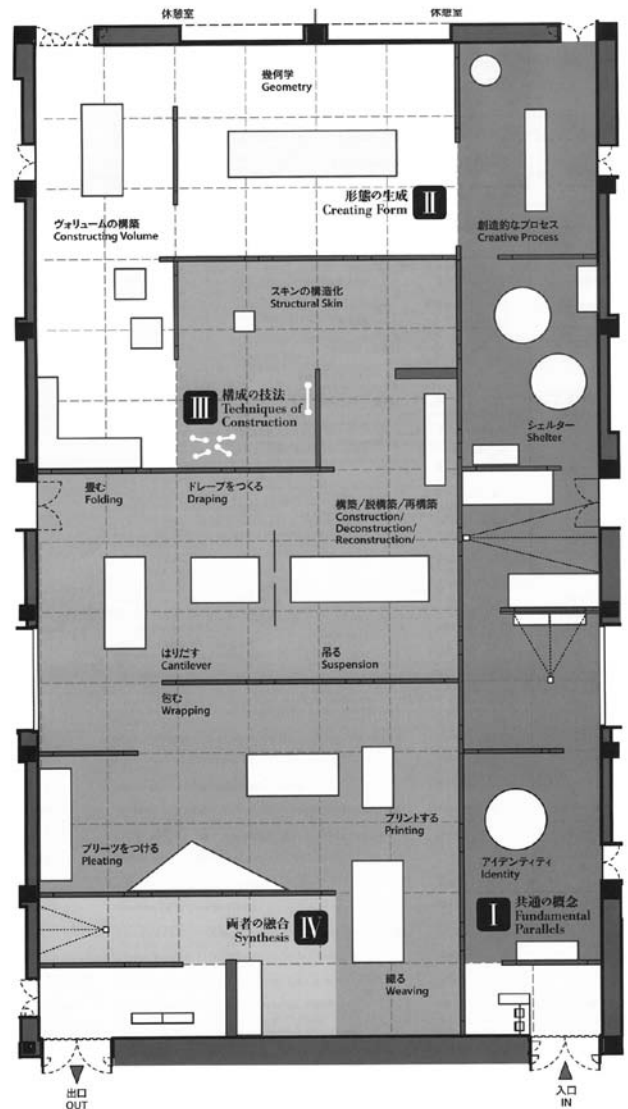 休憩室
休憩室
幾何学
Geometry
形態の生成
Creating Form
II
ヴォリュームの構築
Constructing Volume
創造的なプロセス
Creative Process
スキンの構造化
Structural Skin
III
構成の技法
Techniques of
Construction
シェルター
Shelter
畳む
Folding
ドレープをつくる
Draping
構築/脱構築/再構築
Construction/
Deconstruction/
Reconstruction/
はりだす
Cantilever
吊る
Suspension
包む
Wrapping
プリントする
Printing
プリーツをつける
Pleating
アイデンティティ
Identity
両者の融合
Synthesis
IV
I
共通の概念
Fundamental
Parallels
織る
Weaving
出口
OUT
入口
IN